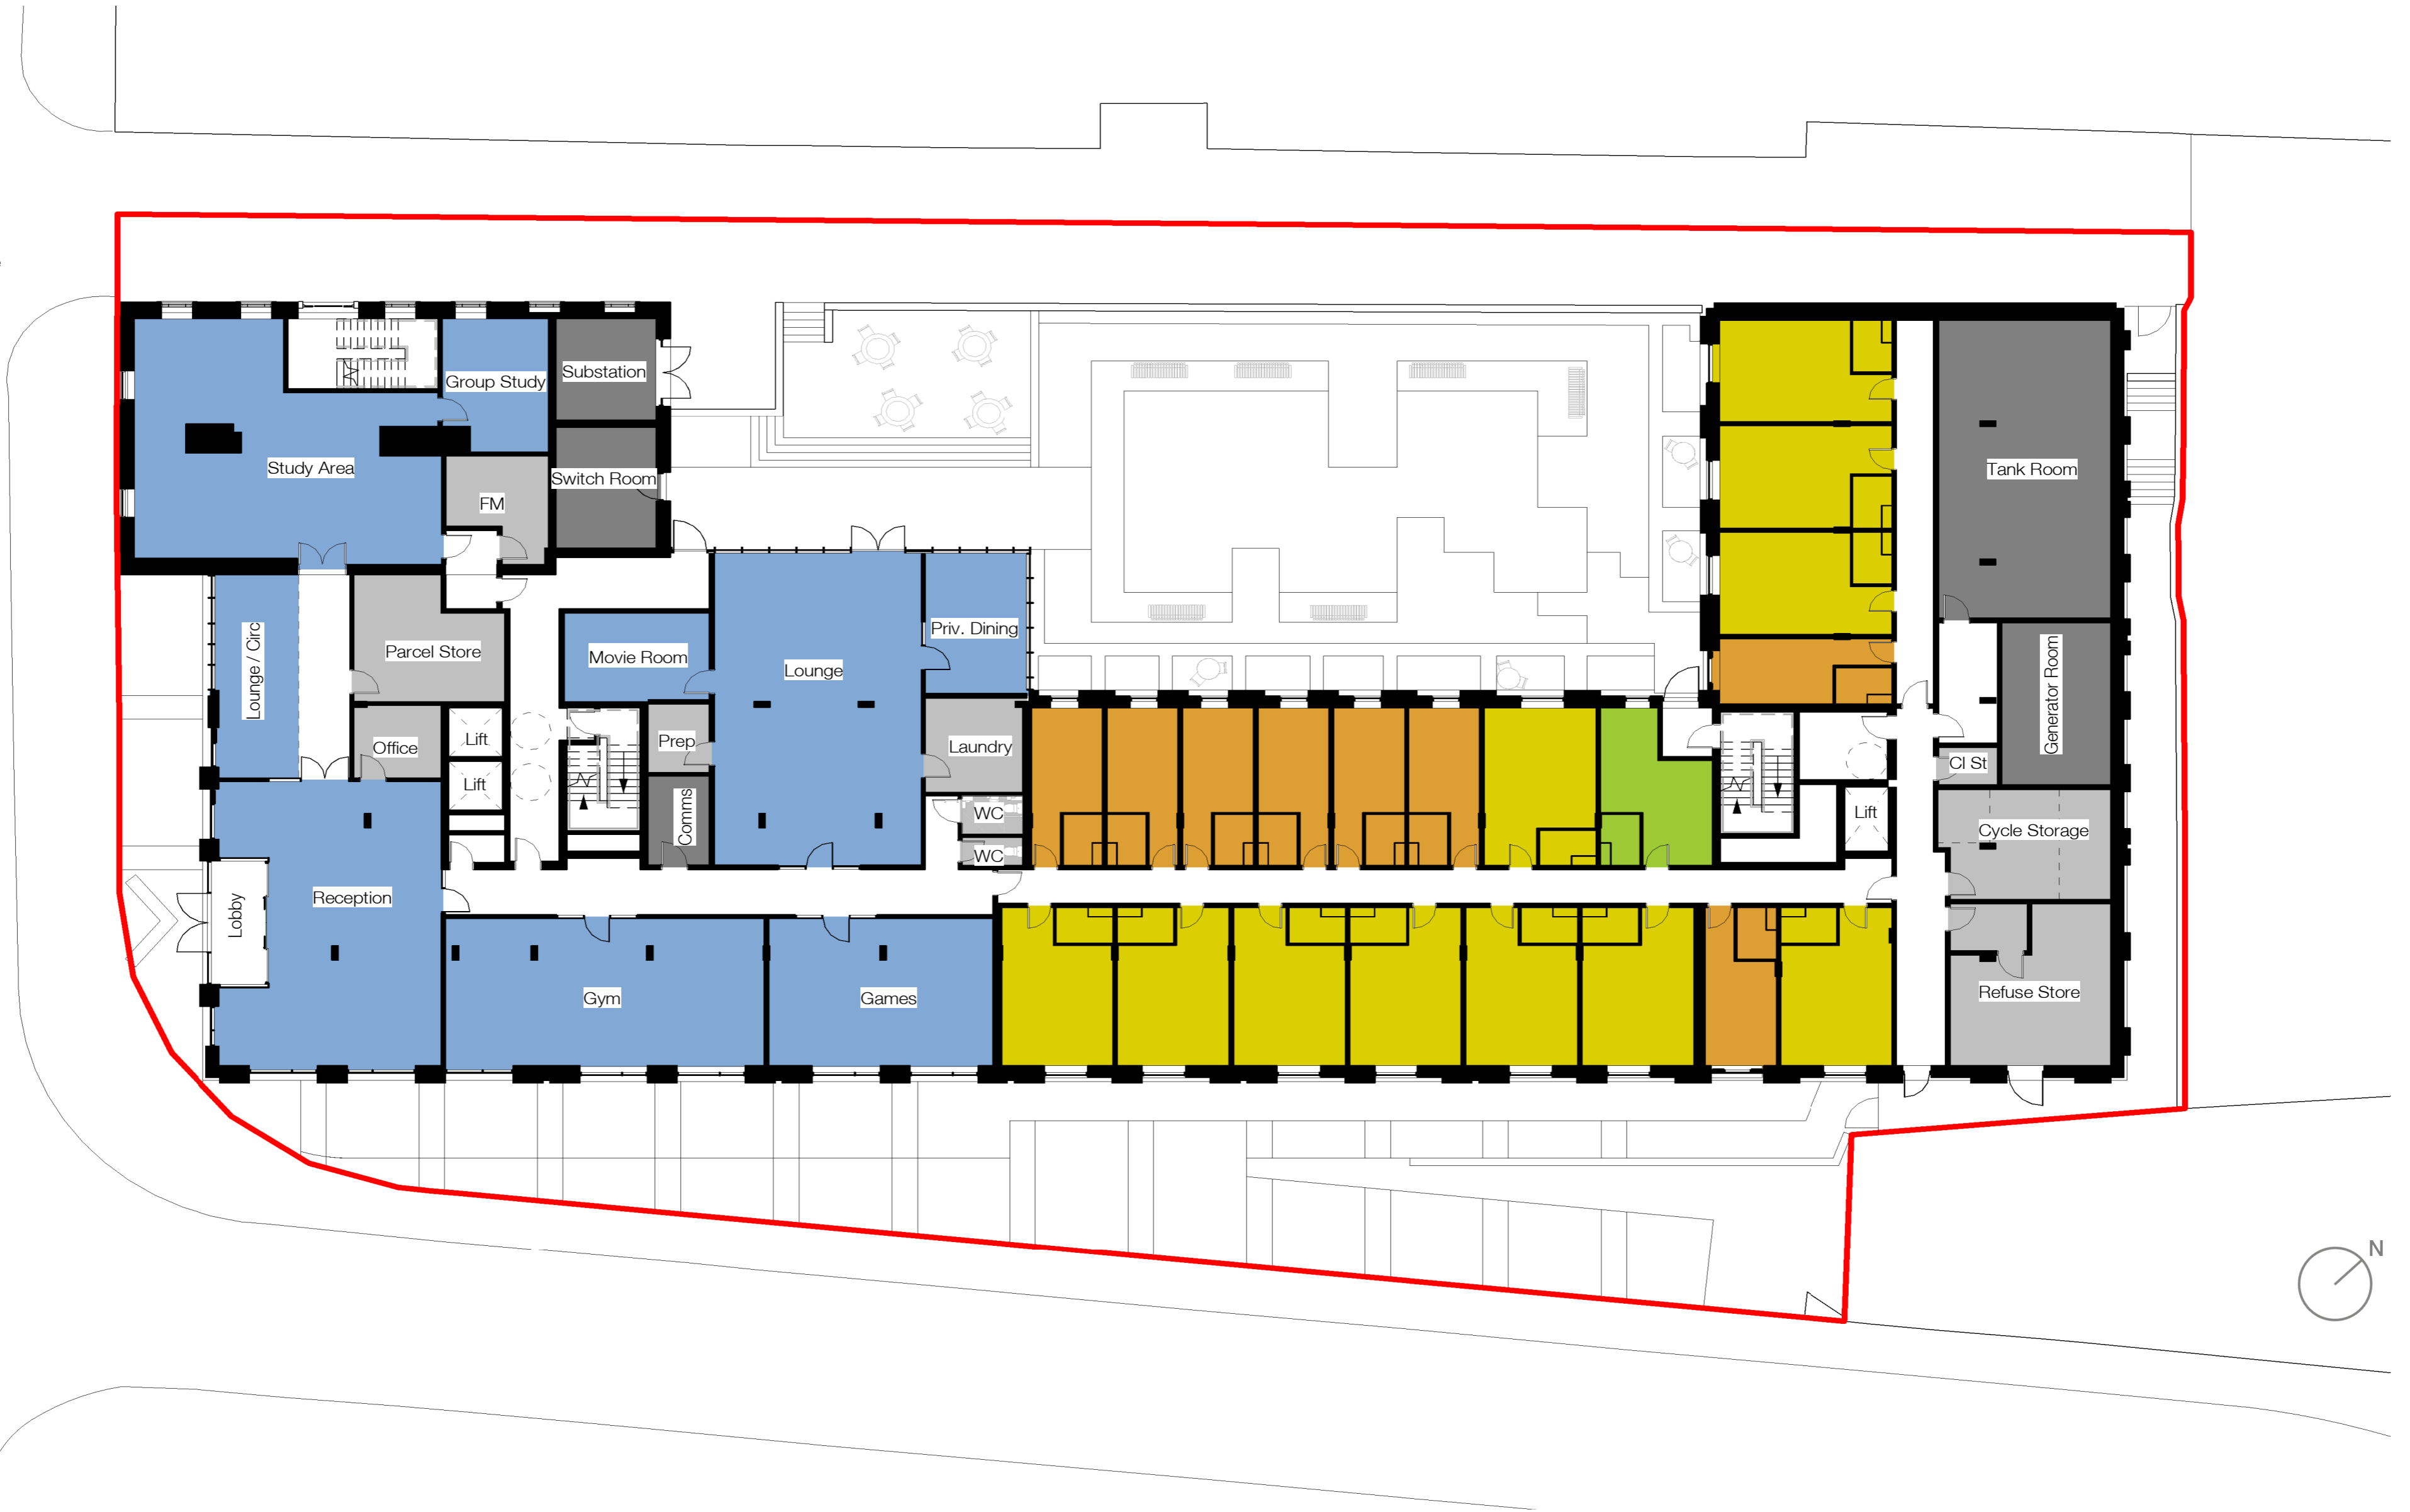 Group Study
Substation
Study Area
FM
Switch Room
Tank Room
Lounge / Circ
Parcel Store
Movie Room
Lounge
Priv. Dining
Generator Room
Office
Lift
Lift
Prep
Laundry
Cl St
Comms
WC
WC
Lift
Cycle Storage
Lobby
Reception
Gym
Games
Refuse Store
N